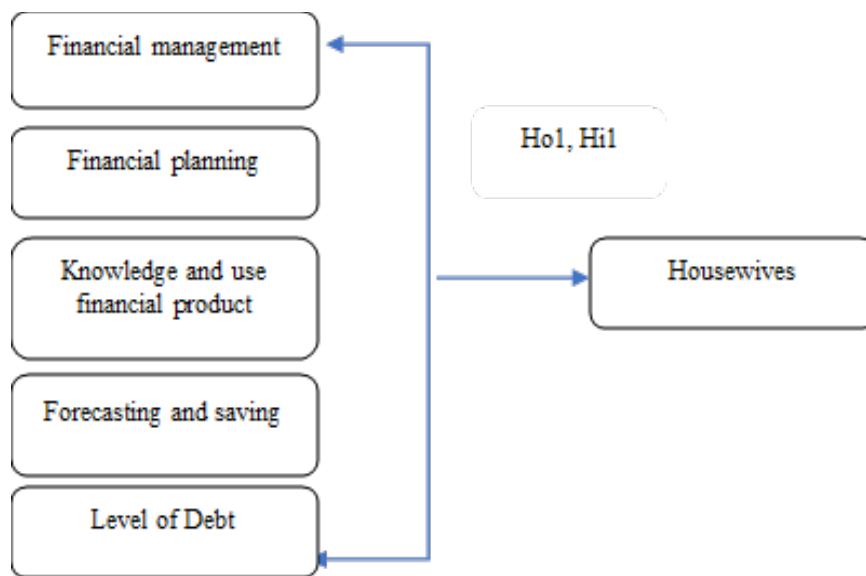 Financial management
Financial planning
Knowledge and use
financial product
Forecasting and saving
Level of Debt
Ho1, Hi1
Housewives